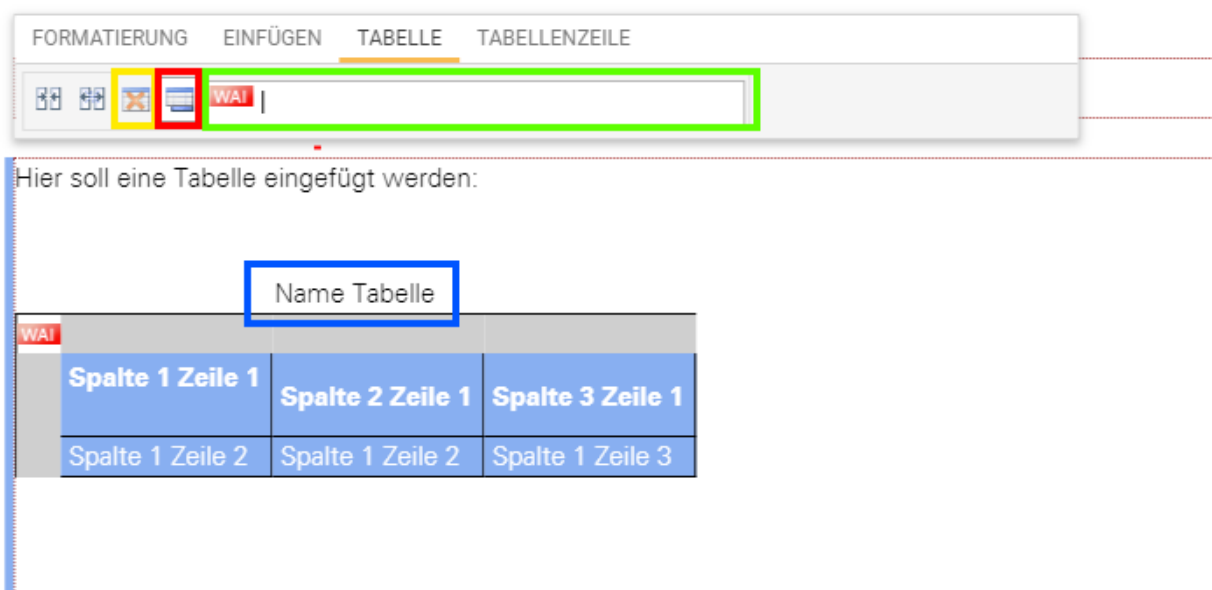 FORMATIERUNG EINFÜGEN TABELLE TABELLENZEILE
WAI
Hier soll eine Tabelle eingefügt werden:
Name Tabelle
WAI
Spalte 1 Zeile 1 Spalte 2 Zeile 1 Spalte 3 Zeile 1
Spalte 1 Zeile 2 Spalte 1 Zeile 2 Spalte 1 Zeile 3